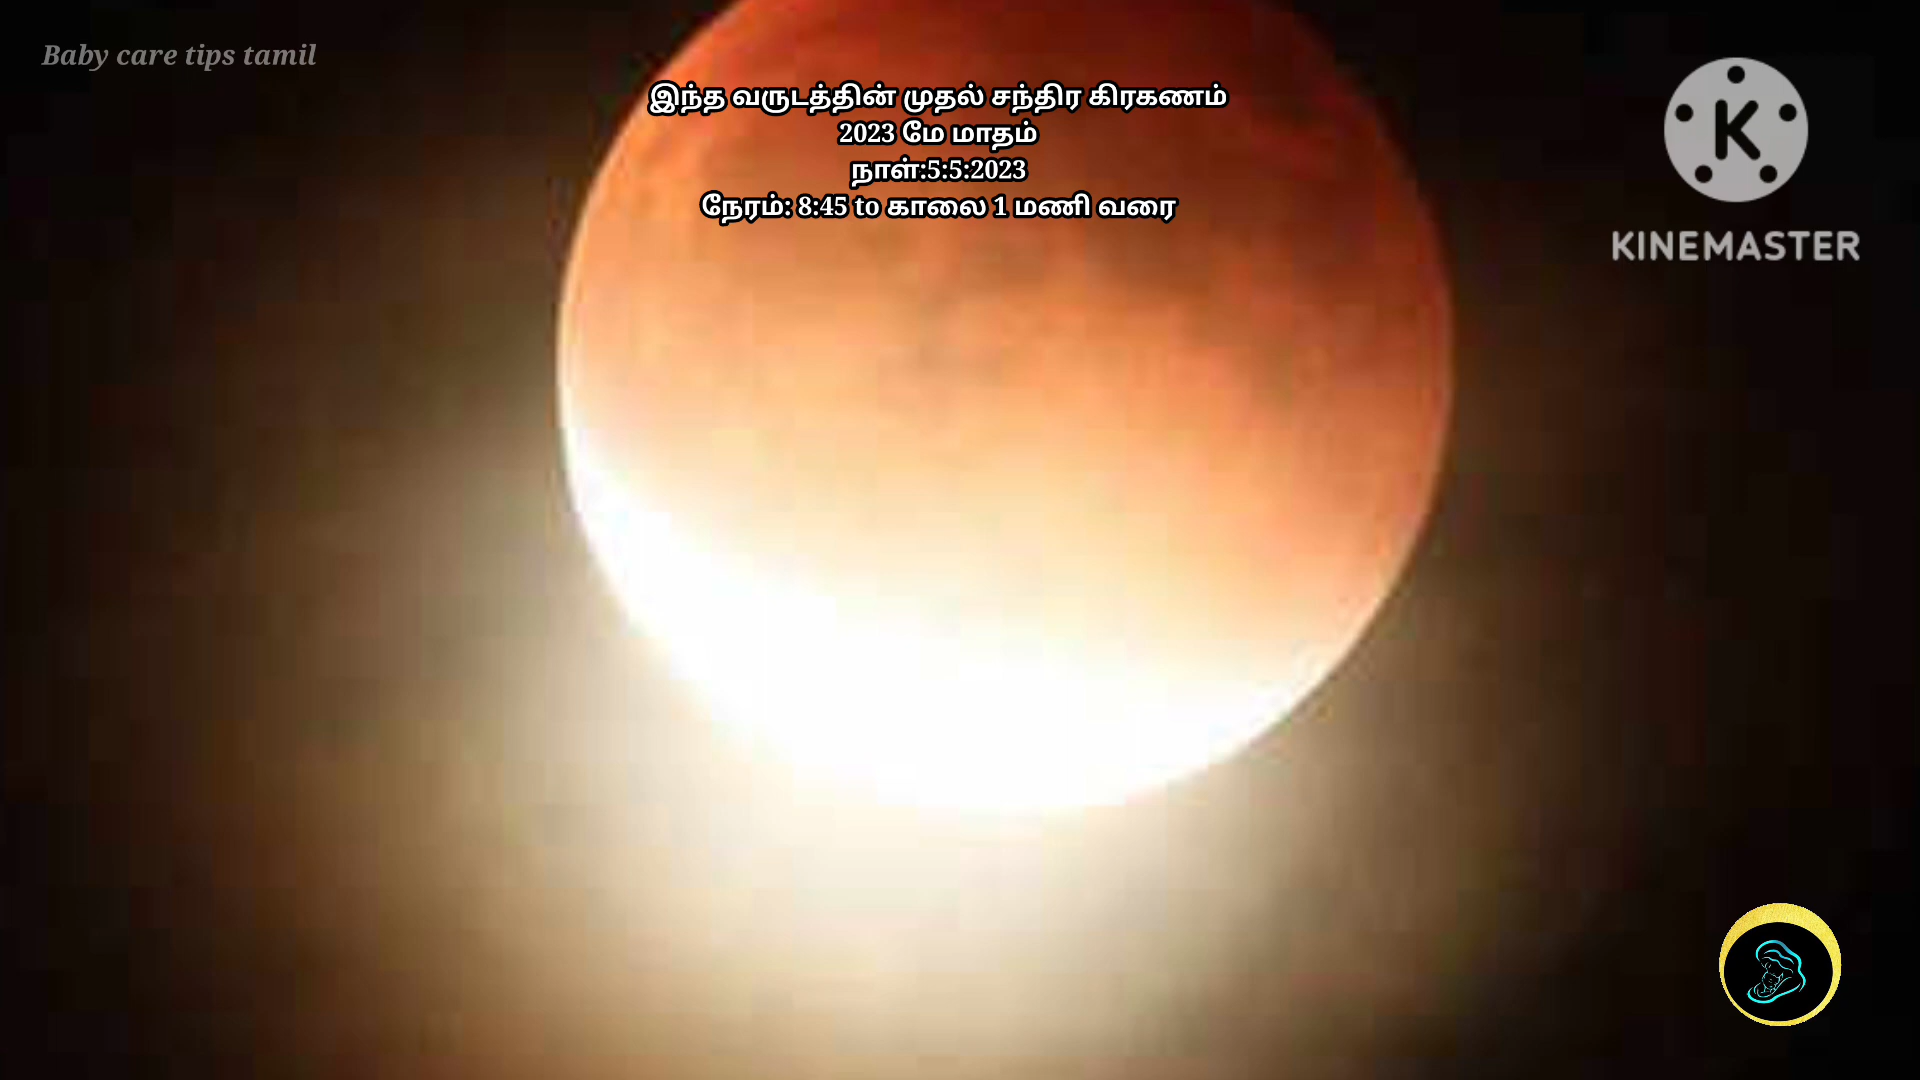 Baby care tips tamil
இந்த வருடத்தின் முதல் சந்திர கிரகணம்
2023 மே மாதம்
நாள்:5:5:2023
நேரம்: 8:45 to காலை 1 மணி வரை
K
KINEMASTER